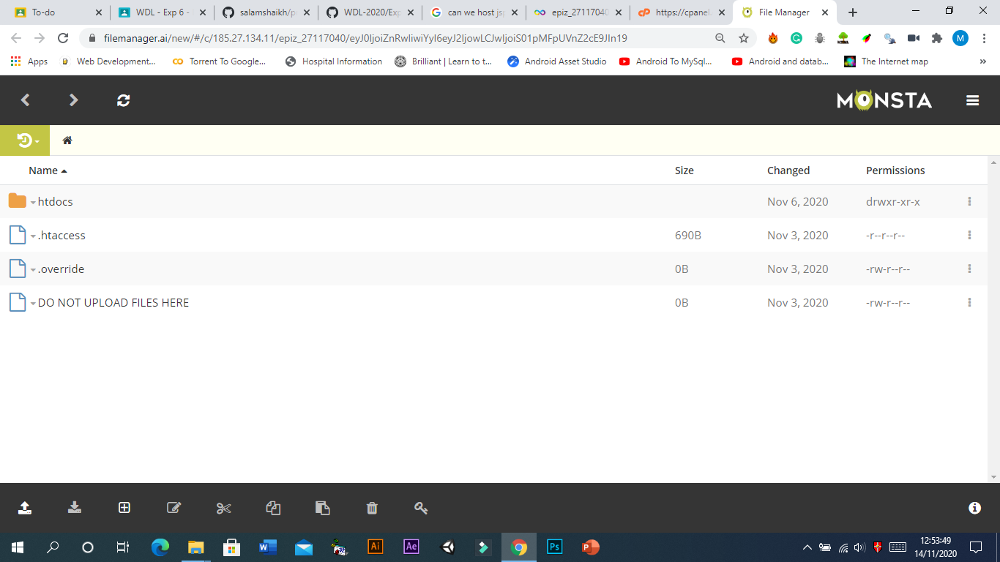 To-do
WDL - Exp 6 -
salamshaikh/p
WDL-2020/Exp
can we host jsp
epiz_27117040
https://cpanel.
File Manager
filemanager.ai/new/#/c/185.27.134.11/epiz_27117040/eyJ0IjoiZnRwIiwiYyI6eyJ2IjowLCJwIjoiS01pMFpUVnZ2cE9JIn19
M
Apps
Web Development...
Torrent To Google...
Hospital Information
Brilliant | Learn to t...
Android Asset Studio
Android To MySql...
Android and datab...
The Internet map
»
MONSTA
Name Size Changed Permissions
htdocs Nov 6, 2020 drwxr-xr-x
.htaccess 690B Nov 3, 2020 -r--r--r--
.override 0B Nov 3, 2020 -rw-r--r--
DO NOT UPLOAD FILES HERE 0B Nov 3, 2020 -rw-r--r--
Ai
Ae
Ps
12:53:49
14/11/2020